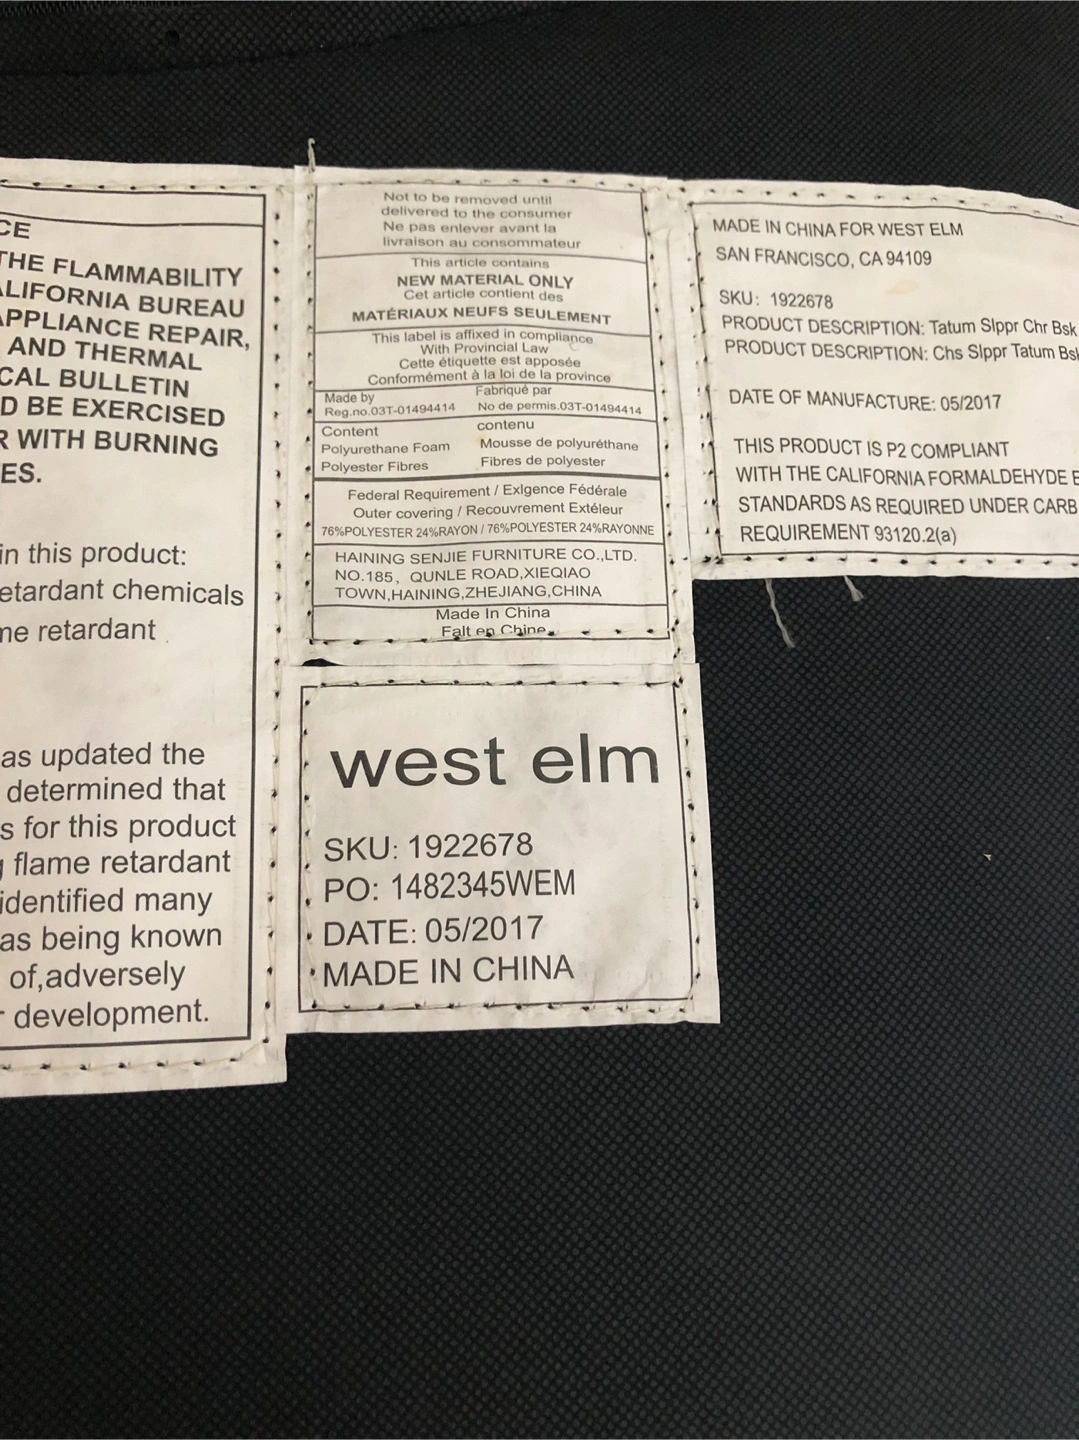 CE
THE FLAMMABILITY
ALIFORNIA BUREAU
APPLIANCE REPAIR,
AND THERMAL
CAL BULLETIN
D BE EXERCISED
R WITH BURNING
ES.
in this product:
etardant chemicals
me retardant
as updated the
determined that
s for this product
g flame retardant
identified many
as being known
of,adversely
r development.
Not to be removed until
delivered to the consumer
Ne pas enlever avant la
livraison au consommateur
This article contains
NEW MATERIAL ONLY
Cet article contient des
MATÉRIAUX NEUFS SEULEMENT
This label is affixed in compliance
With Provincial Law
Cette étiquette est apposée
Conformément à la loi de la province
Made by Fabriqué par
Reg.no.03T-01494414 No de permis.03T-01494414
Content contenu
Polyurethane Foam Mousse de polyuréthane
Polyester Fibres Fibres de polyester
Federal Requirement / Exlgence Fédérale
Outer covering / Recouvrement Extéleur
76%POLYESTER 24%RAYON / 76%POLYESTER 24%RAYONNE
HAINING SENJIE FURNITURE CO.,LTD.
NO.185, QUNLE ROAD,XIEQIAO
TOWN,HAINING,ZHEJIANG,CHINA
Made In China
Falt en Chine
west elm
SKU: 1922678
PO: 1482345WEM
DATE: 05/2017
MADE IN CHINA
MADE IN CHINA FOR WEST ELM
SAN FRANCISCO, CA 94109
SKU: 1922678
PRODUCT DESCRIPTION: Tatum Slppr Chr Bsk
PRODUCT DESCRIPTION: Chs Slppr Tatum Bsk
DATE OF MANUFACTURE: 05/2017
THIS PRODUCT IS P2 COMPLIANT
WITH THE CALIFORNIA FORMALDEHYDE E
STANDARDS AS REQUIRED UNDER CARB
REQUIREMENT 93120.2(a)